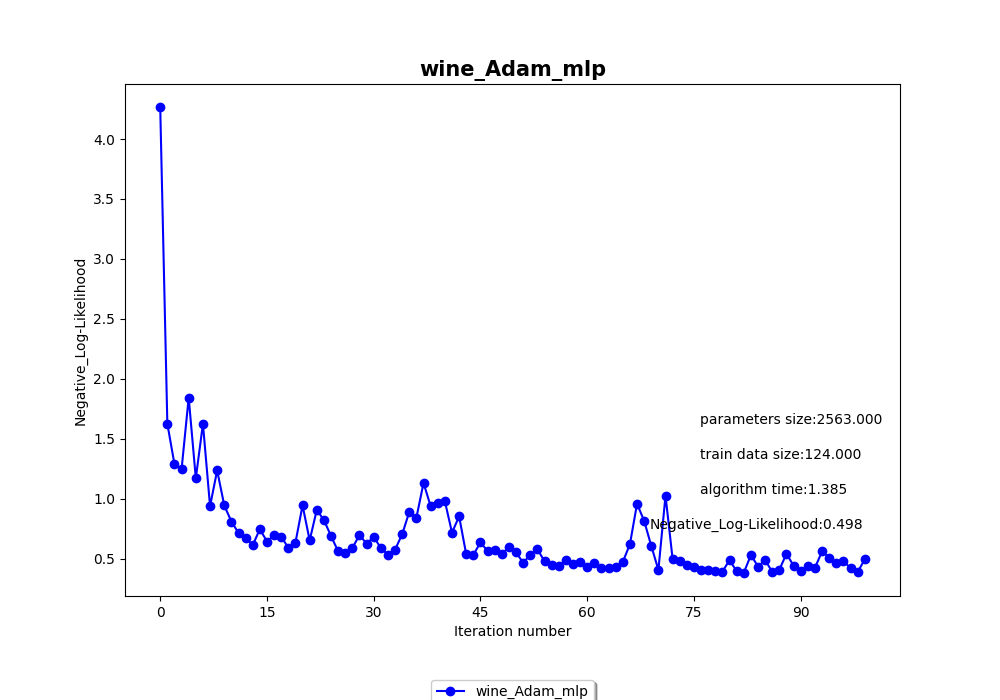 wine_Adam_mlp
4.0
3.5
3.0
2.5
2.0
1.5
1.0
0.5
Negative_Log-Likelihood
parameters size:2563.000
train data size:124.000
algorithm time:1.385
Negative_Log-Likelihood:0.498
0 15 30 45 60 75 90
Iteration number
wine_Adam_mlp